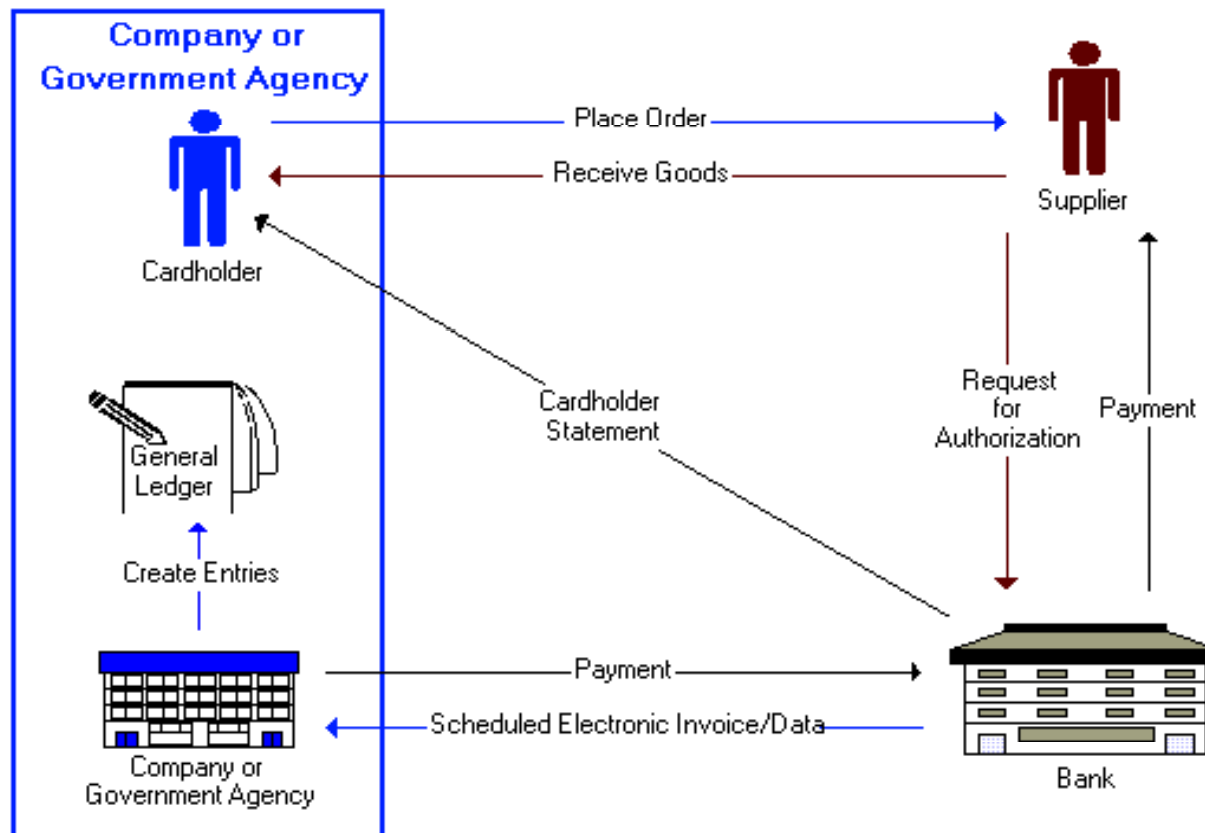 Company or
Government Agency
Place Order
Receive Goods
Supplier
Cardholder
Cardholder
Statement
Request
for
Authorization
Payment
General
Ledger
Create Entries
Payment
Scheduled Electronic Invoice/Data
Company or
Government Agency
Bank